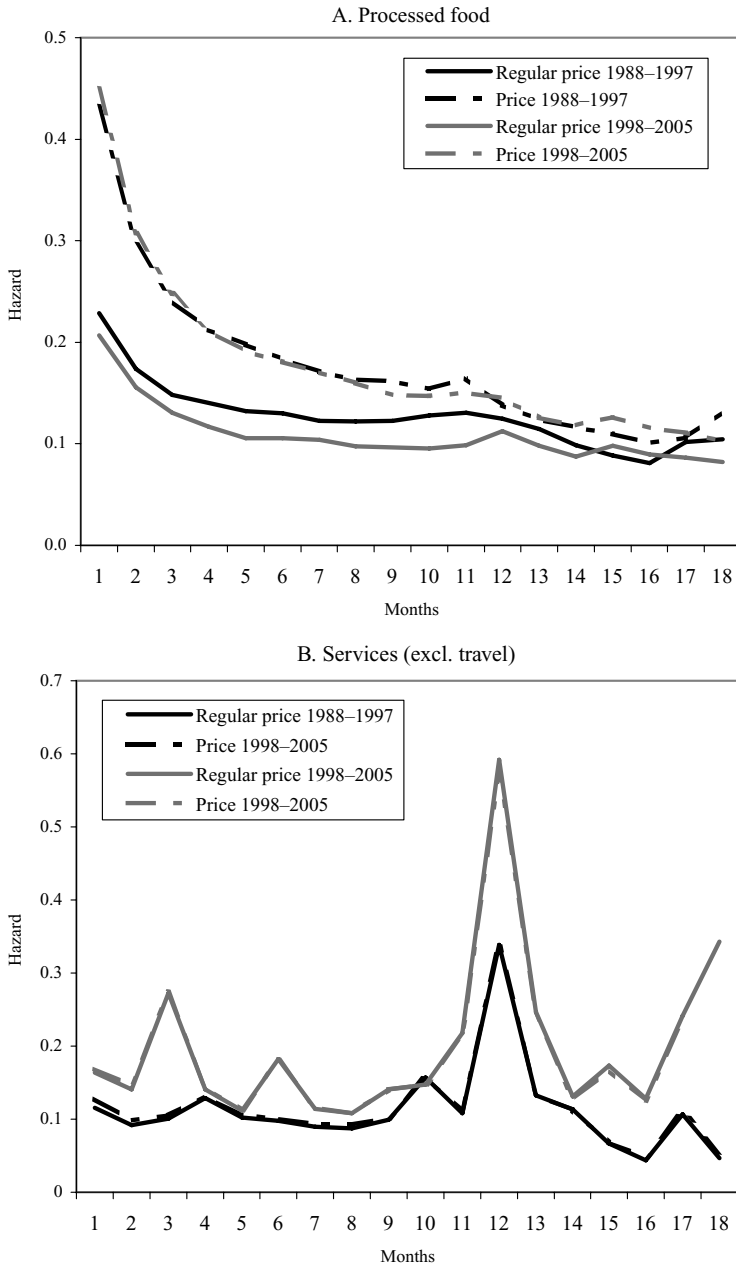 A. Processed food
0.5
Regular price 1988–1997
Price 1988–1997
Regular price 1998–2005
Price 1998–2005
0.4
0.3
Hazard
0.2
0.1
0.0
1 2 3 4 5 6 7 8 9 10 11 12 13 14 15 16 17 18
Months
B. Services (excl. travel)
0.7
Regular price 1988–1997
Price 1998–2005
Regular price 1998–2005
Price 1998–2005
0.6
0.5
0.4
Hazard
0.3
0.2
0.1
0
1 2 3 4 5 6 7 8 9 10 11 12 13 14 15 16 17 18
Months